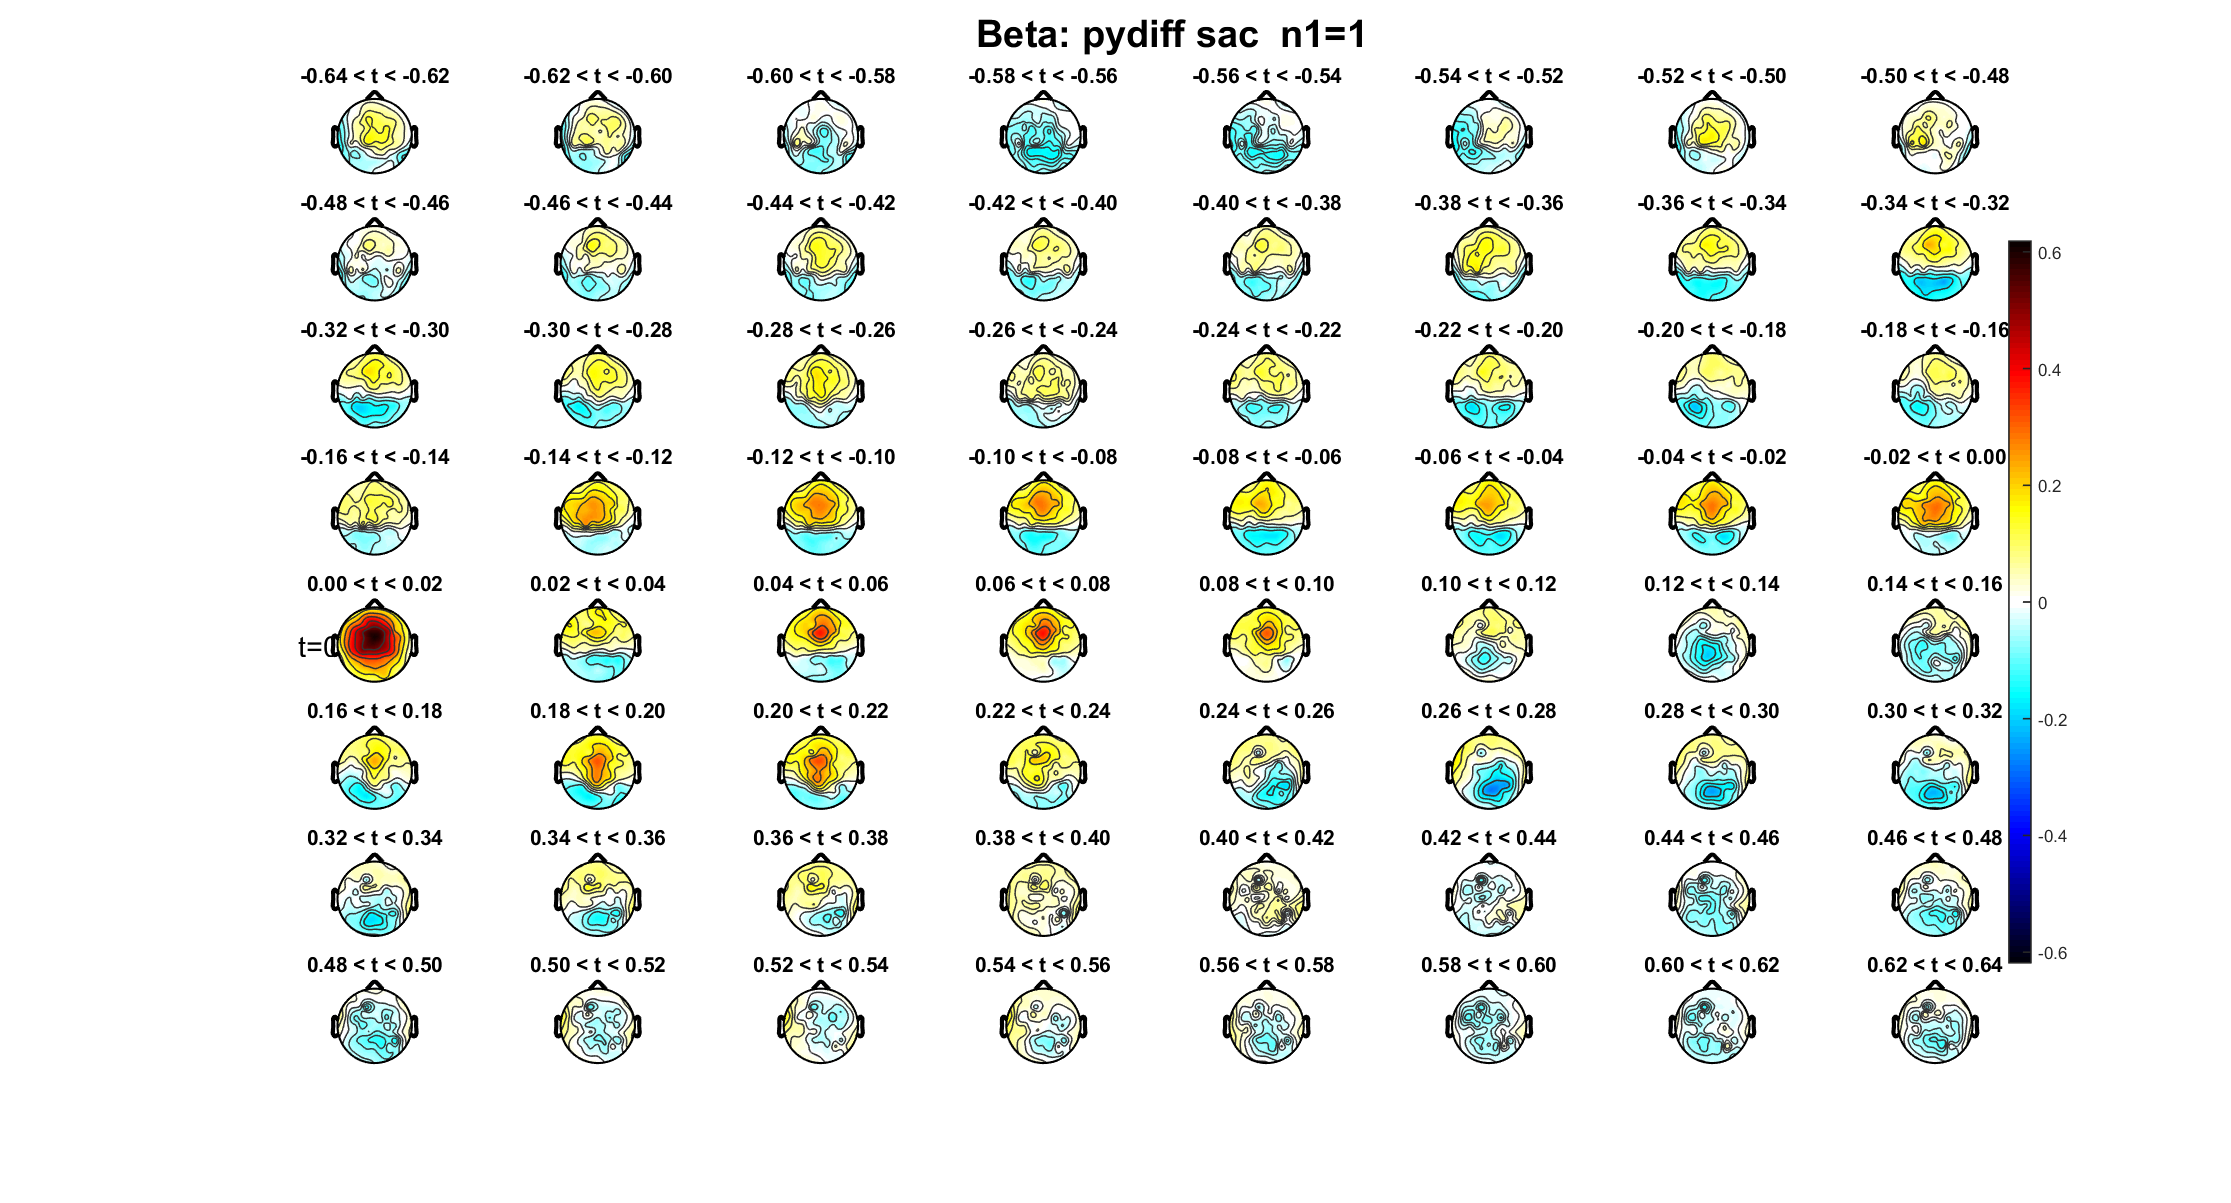 Beta: pydiff sac  n1=1
-0.64 < t < -0.62 -0.62 < t < -0.60 -0.60 < t < -0.58 -0.58 < t < -0.56 -0.56 < t < -0.54 -0.54 < t < -0.52 -0.52 < t < -0.50 -0.50 < t < -0.48
-0.48 < t < -0.46 -0.46 < t < -0.44 -0.44 < t < -0.42 -0.42 < t < -0.40 -0.40 < t < -0.38 -0.38 < t < -0.36 -0.36 < t < -0.34 -0.34 < t < -0.32
0.6
-0.32 < t < -0.30 -0.30 < t < -0.28 -0.28 < t < -0.26 -0.26 < t < -0.24 -0.24 < t < -0.22 -0.22 < t < -0.20 -0.20 < t < -0.18 -0.18 < t < -0.16
0.4
-0.16 < t < -0.14 -0.14 < t < -0.12 -0.12 < t < -0.10 -0.10 < t < -0.08 -0.08 < t < -0.06 -0.06 < t < -0.04 -0.04 < t < -0.02 -0.02 < t < 0.00
0.2
0.00 < t < 0.02 0.02 < t < 0.04 0.04 < t < 0.06 0.06 < t < 0.08 0.08 < t < 0.10 0.10 < t < 0.12 0.12 < t < 0.14 0.14 < t < 0.16
0
t=0
0.16 < t < 0.18 0.18 < t < 0.20 0.20 < t < 0.22 0.22 < t < 0.24 0.24 < t < 0.26 0.26 < t < 0.28 0.28 < t < 0.30 0.30 < t < 0.32
-0.2
0.32 < t < 0.34 0.34 < t < 0.36 0.36 < t < 0.38 0.38 < t < 0.40 0.40 < t < 0.42 0.42 < t < 0.44 0.44 < t < 0.46 0.46 < t < 0.48
-0.4
0.48 < t < 0.50 0.50 < t < 0.52 0.52 < t < 0.54 0.54 < t < 0.56 0.56 < t < 0.58 0.58 < t < 0.60 0.60 < t < 0.62 0.62 < t < 0.64
-0.6